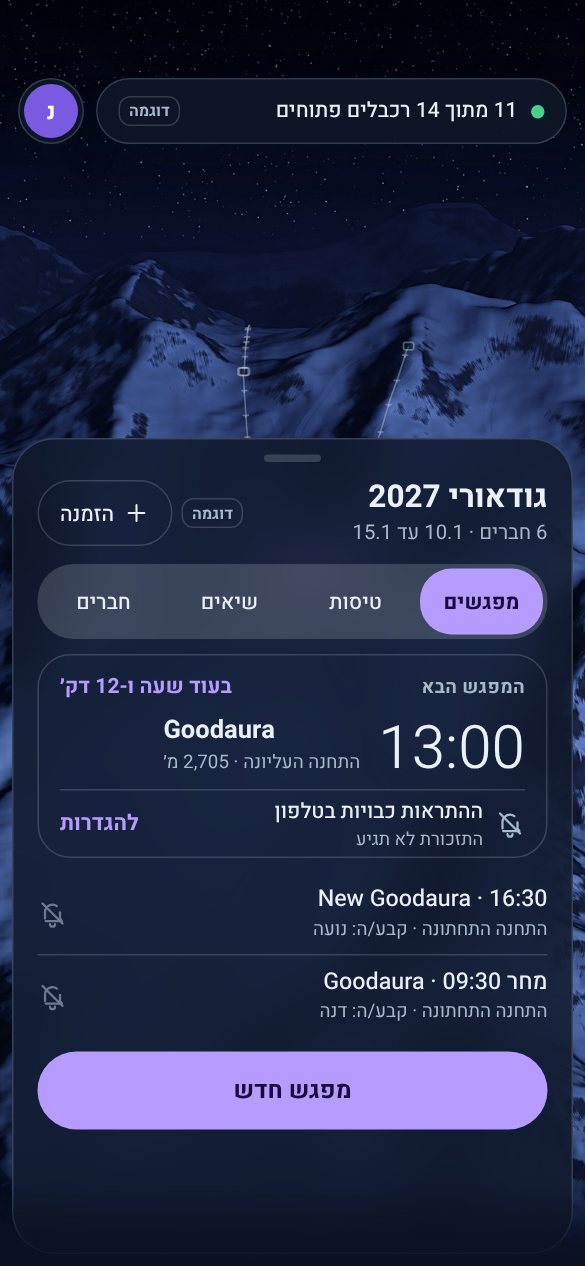 11 מתוך 14 רכבלים פתוחים
דוגמה
נ
גודאורי 2027
6 חברים · 10.1 עד 15.1
דוגמה
הזמנה
מפגשים
טיסות
שיאים
חברים
המפגש הבא
בעוד שעה ו-12 דק׳
13:00
Goodaura
התחנה העליונה · 2,705 מ׳
ההתראות כבויות בטלפון
התזכורת לא תגיע
להגדרות
16:30 · New Goodaura
התחנה התחתונה · קבע/ה: נועה
מחר 09:30 · Goodaura
התחנה התחתונה · קבע/ה: דנה
מפגש חדש